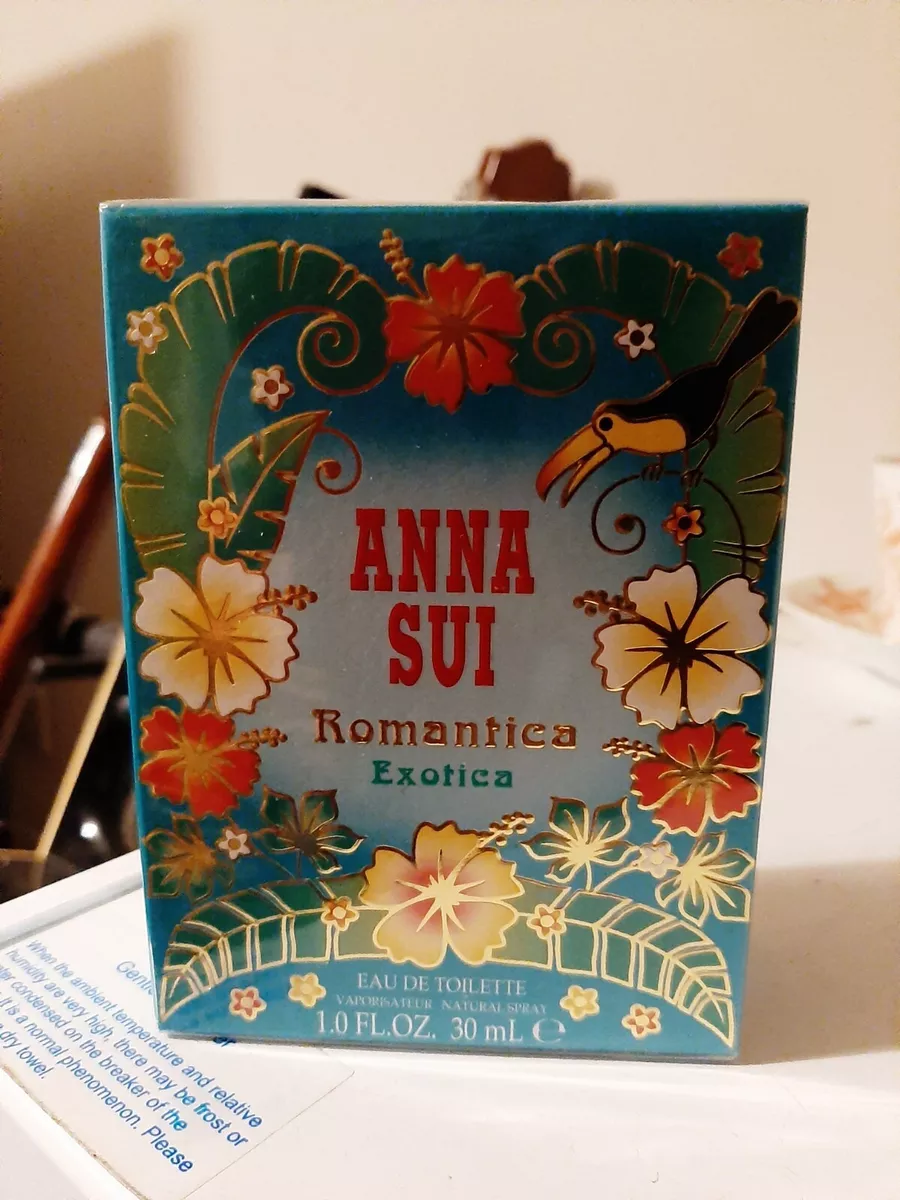 ANNA
SUI
Romantica
Exotica
EAU DE TOILETTE
VAPORISATEUR NATURAL SPRAY
1.0 FL.OZ. 30 mL ℮
When the ambient temperature and relative
humidity are very high, there may be frost or
condensed on the breaker of the
It is a normal phenomenon. Please
dry towel.